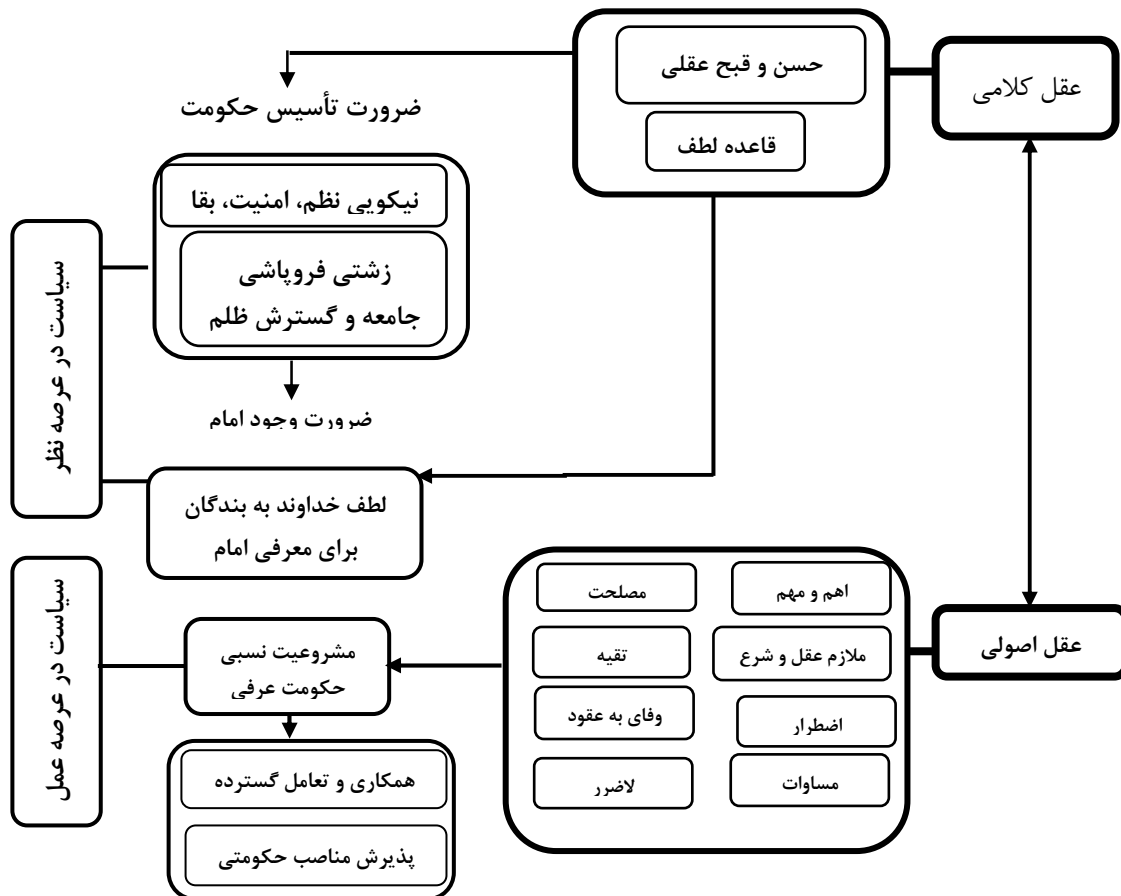 عقل کلامی
حسن و قبح عقلی
قاعده لطف
ضرورت تأسیس حکومت
نیکویی نظم، امنیت، بقا
زشتی فروپاشی
جامعه و گسترش ظلم
ضرورت وجود امام
لطف خداوند به بندگان
برای معرفی امام
سیاست در عرصه نظر
عقل اصولی
اهم و مهم
مصلحت
ملازم عقل و شرع
تقیه
اضطرار
وفای به عقود
مساوات
لاضرر
مشروعیت نسبی
حکومت عرفی
همکاری و تعامل گسترده
پذیرش مناصب حکومتی
سیاست در عرصه عمل